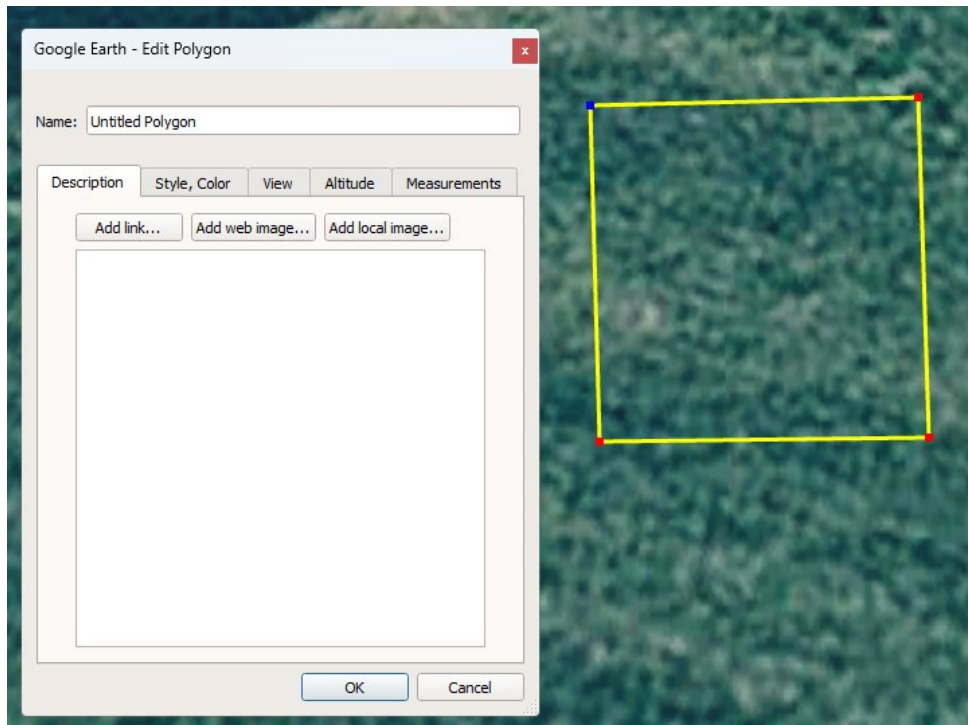 Google Earth - Edit Polygon
x
Name: Untitled Polygon
Description Style, Color View Altitude Measurements
Add link... Add web image... Add local image...
OK Cancel